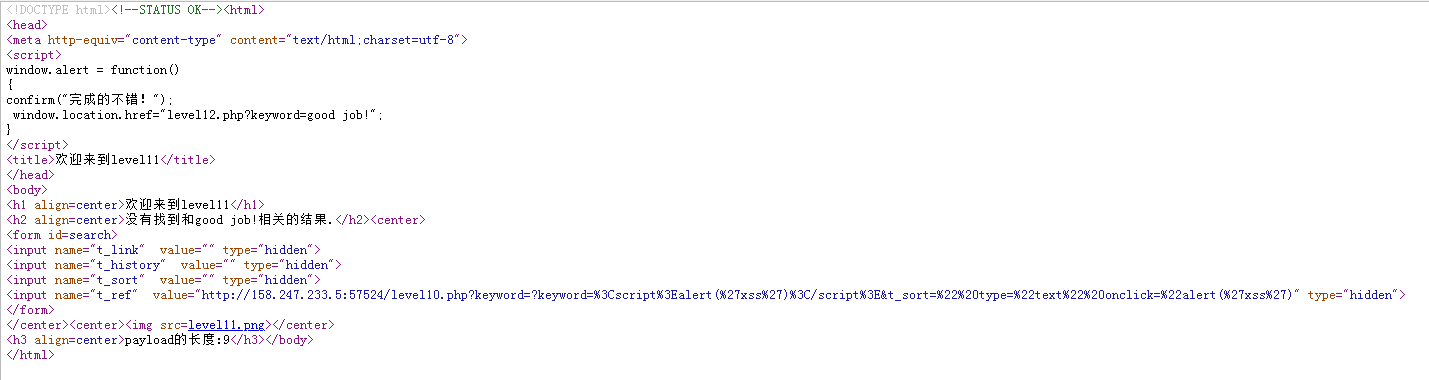 <!DOCTYPE html><!--STATUS OK--><html>
<head>
<meta http-equiv="content-type" content="text/html;charset=utf-8">
<script>
window.alert = function()
{
confirm("完成的不错！");
 window.location.href="level12.php?keyword=good job!";
}
</script>
<title>欢迎来到level11</title>
</head>
<body>
<h1 align=center>欢迎来到level11</h1>
<h2 align=center>没有找到和good job!相关的结果.</h2><center>
<form id=search>
<input name="t_link"  value="" type="hidden">
<input name="t_history"  value="" type="hidden">
<input name="t_sort"  value="" type="hidden">
<input name="t_ref"  value="http://158.247.233.5:57524/level10.php?keyword=?keyword=%3Cscript%3Ealert(%27xss%27)%3C/script%3E&t_sort=%22%20type=%22text%22%20onclick=%22alert(%27xss%27)" type="hidden">
</form>
</center><center><img src=level11.png></center>
<h3 align=center>payload的长度:9</h3></body>
</html>